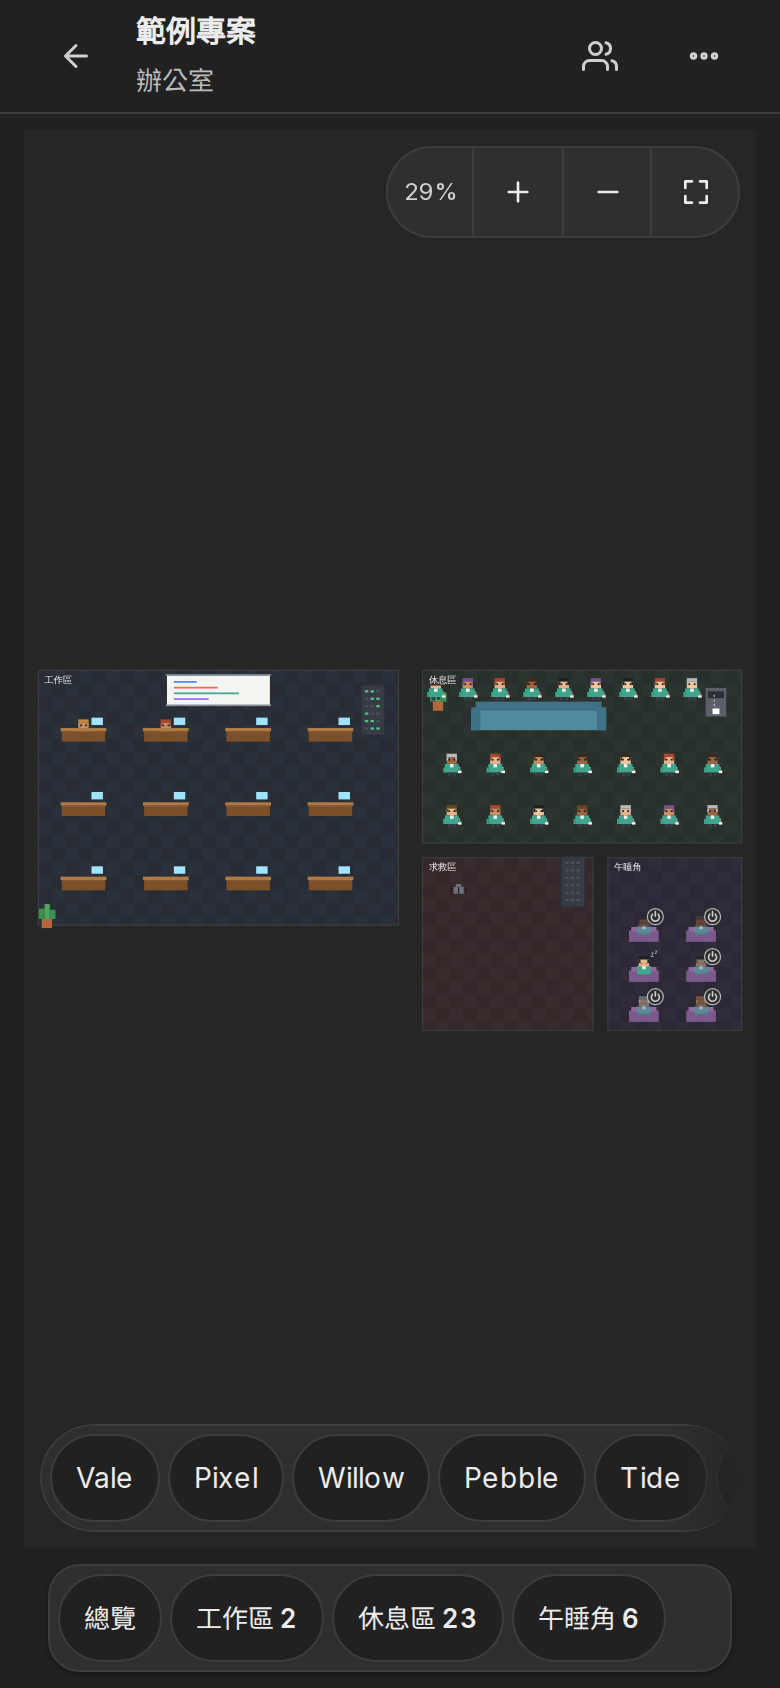 範例專案
辦公室
29%
工作區
休息區
求救區
午睡角
zz
Vale
Pixel
Willow
Pebble
Tide
總覽
工作區 2
休息區 23
午睡角 6